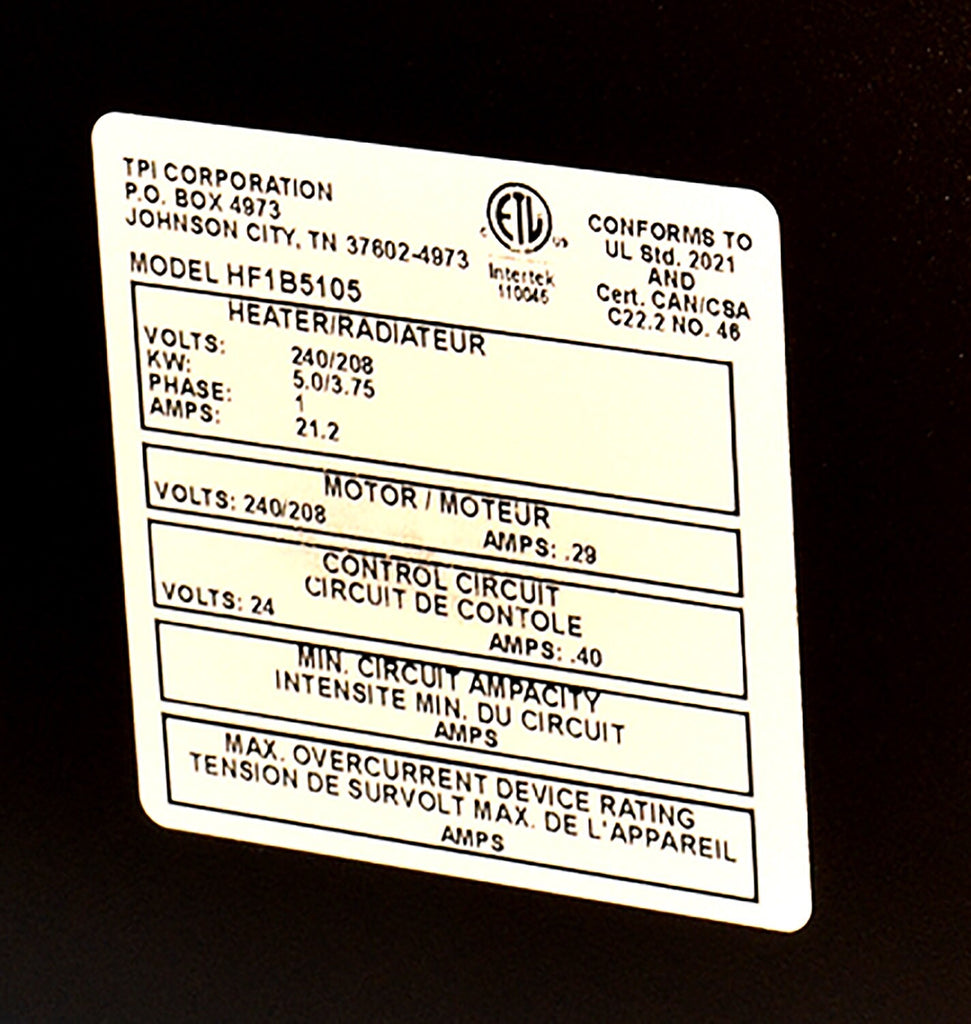 TPI CORPORATION
P.O. BOX 4973
JOHNSON CITY, TN 37602-4973
MODEL HF1B5105
ETL
C US
Intertek
110046
CONFORMS TO
UL Std. 2021
AND
Cert. CAN/CSA
C22.2 NO. 46
HEATER/RADIATEUR
VOLTS: 240/208
KW: 5.0/3.75
PHASE: 1
AMPS: 21.2
MOTOR / MOTEUR
VOLTS: 240/208 AMPS: .29
CONTROL CIRCUIT
CIRCUIT DE CONTOLE
VOLTS: 24 AMPS: .40
MIN. CIRCUIT AMPACITY
INTENSITE MIN. DU CIRCUIT
AMPS
MAX. OVERCURRENT DEVICE RATING
TENSION DE SURVOLT MAX. DE L'APPAREIL
AMPS